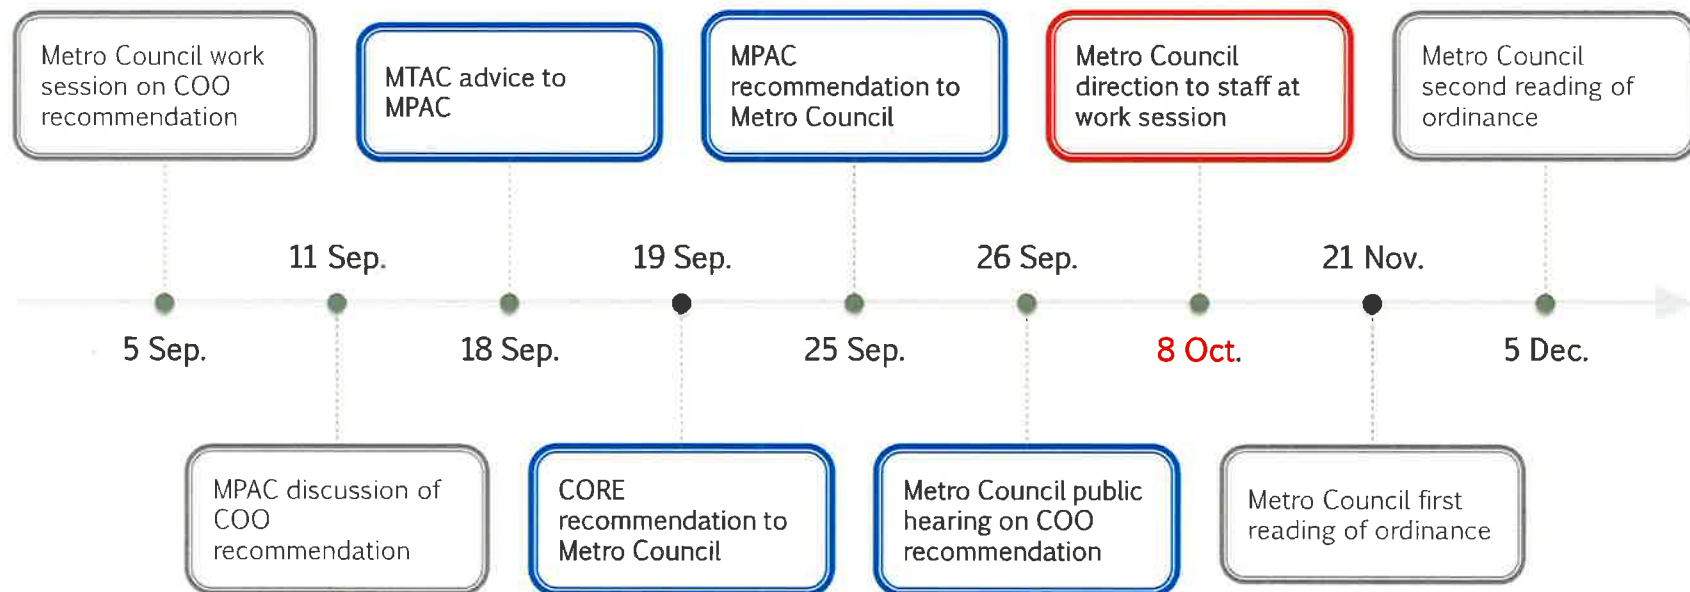 Metro Council work
session on COO
recommendation
MTAC advice to
MPAC
MPAC
recommendation to
Metro Council
Metro Council
direction to staff at
work session
Metro Council
second reading of
ordinance
11 Sep.
19 Sep.
26 Sep.
21 Nov.
5 Sep.
18 Sep.
25 Sep.
8 Oct.
5 Dec.
MPAC discussion of
COO
recommendation
CORE
recommendation to
Metro Council
Metro Council public
hearing on COO
recommendation
Metro Council first
reading of ordinance